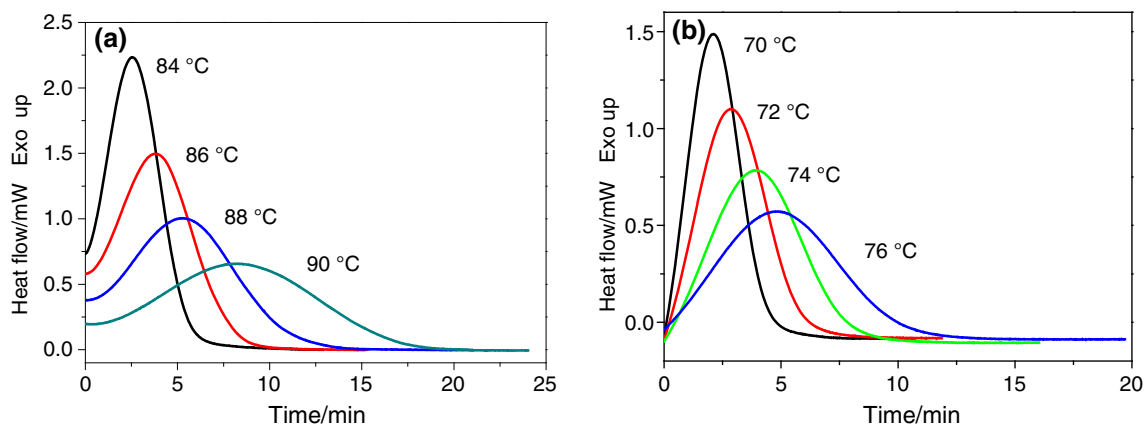 (a)
2.5
2.0
1.5
1.0
0.5
0.0
Heat flow/mW Exo up
84 °C
86 °C
88 °C
90 °C
0 5 10 15 20 25
Time/min
(b)
1.5
1.0
0.5
0.0
Heat flow/mW Exo up
70 °C
72 °C
74 °C
76 °C
0 5 10 15 20
Time/min